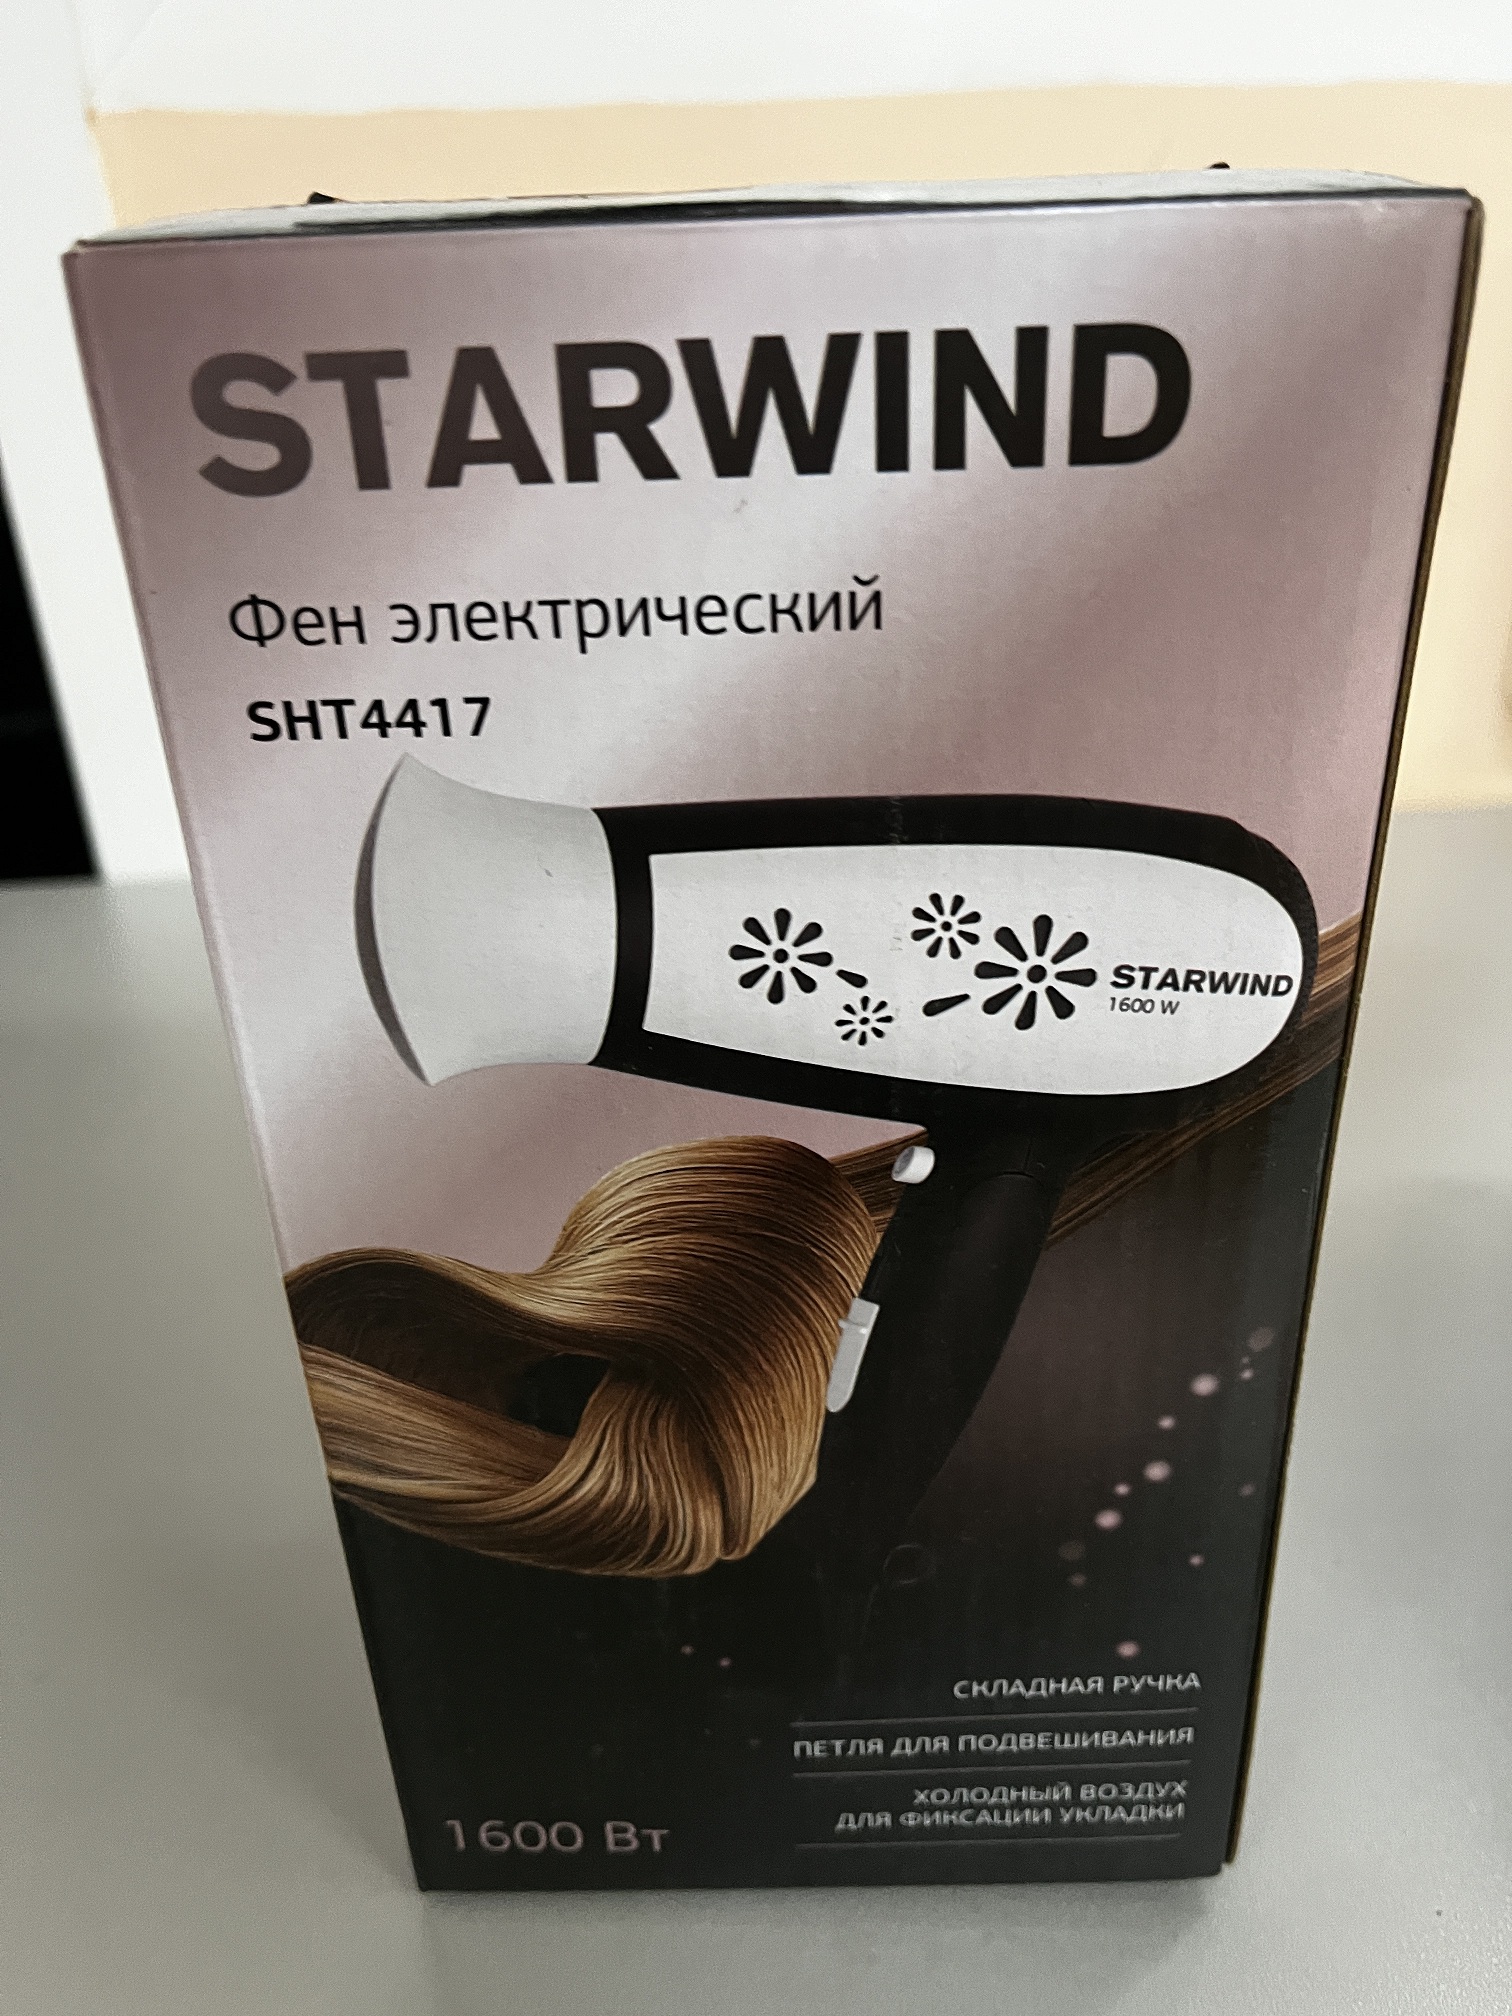 STARWIND
Фен электрический
SHT4417
STARWIND
1600 W
СКЛАДНАЯ РУЧКА
ПЕТЛЯ ДЛЯ ПОДВЕШИВАНИЯ
ХОЛОДНЫЙ ВОЗДУХ
ДЛЯ ФИКСАЦИИ УКЛАДКИ
1600 Вт